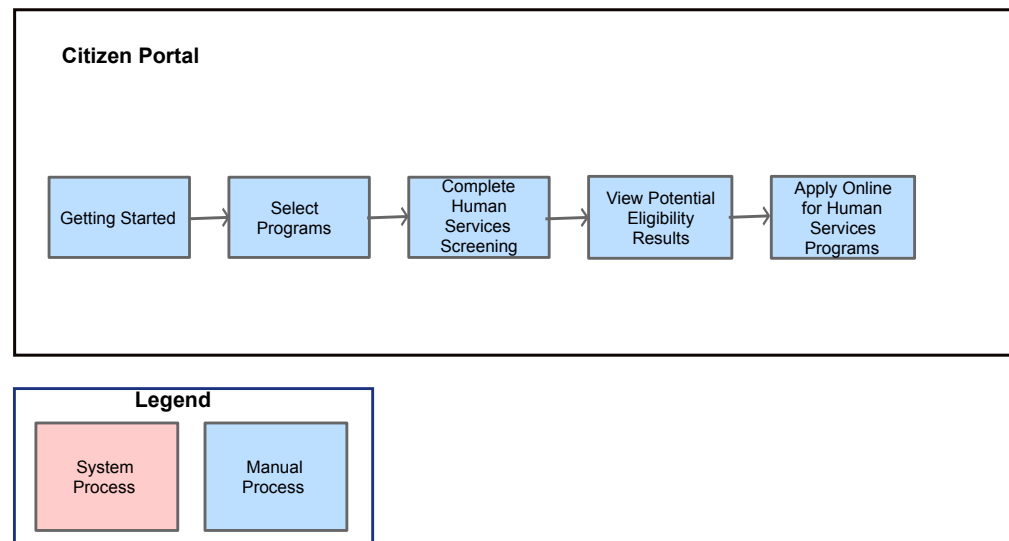 Citizen Portal
Getting Started
Select
Programs
Complete
Human
Services
Screening
View Potential
Eligibility
Results
Apply Online
for Human
Services
Programs
Legend
System
Process
Manual
Process